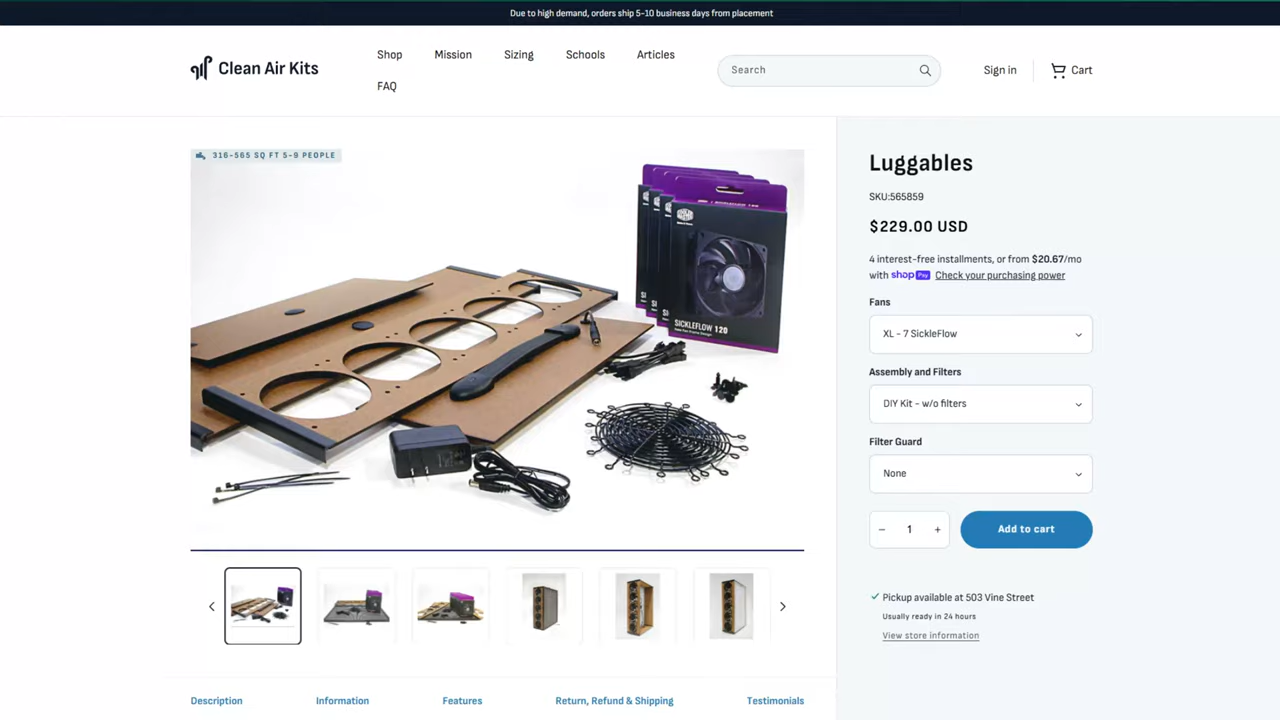 Due to high demand, orders ship 5-10 business days from placement
Clean Air Kits
Shop
Mission
Sizing
Schools
Articles
FAQ
Search
Sign in
Cart
316-565 SQ FT 5-9 PEOPLE
SICKLEFLOW 120
Luggables
SKU:565859
$229.00 USD
4 interest-free installments, or from $20.67/mo
with shop Pay Check your purchasing power
Fans
XL - 7 SickleFlow
Assembly and Filters
DIY Kit - w/o filters
Filter Guard
None
− 1 +
Add to cart
Pickup available at 503 Vine Street
Usually ready in 24 hours
View store information
Description
Information
Features
Return, Refund & Shipping
Testimonials